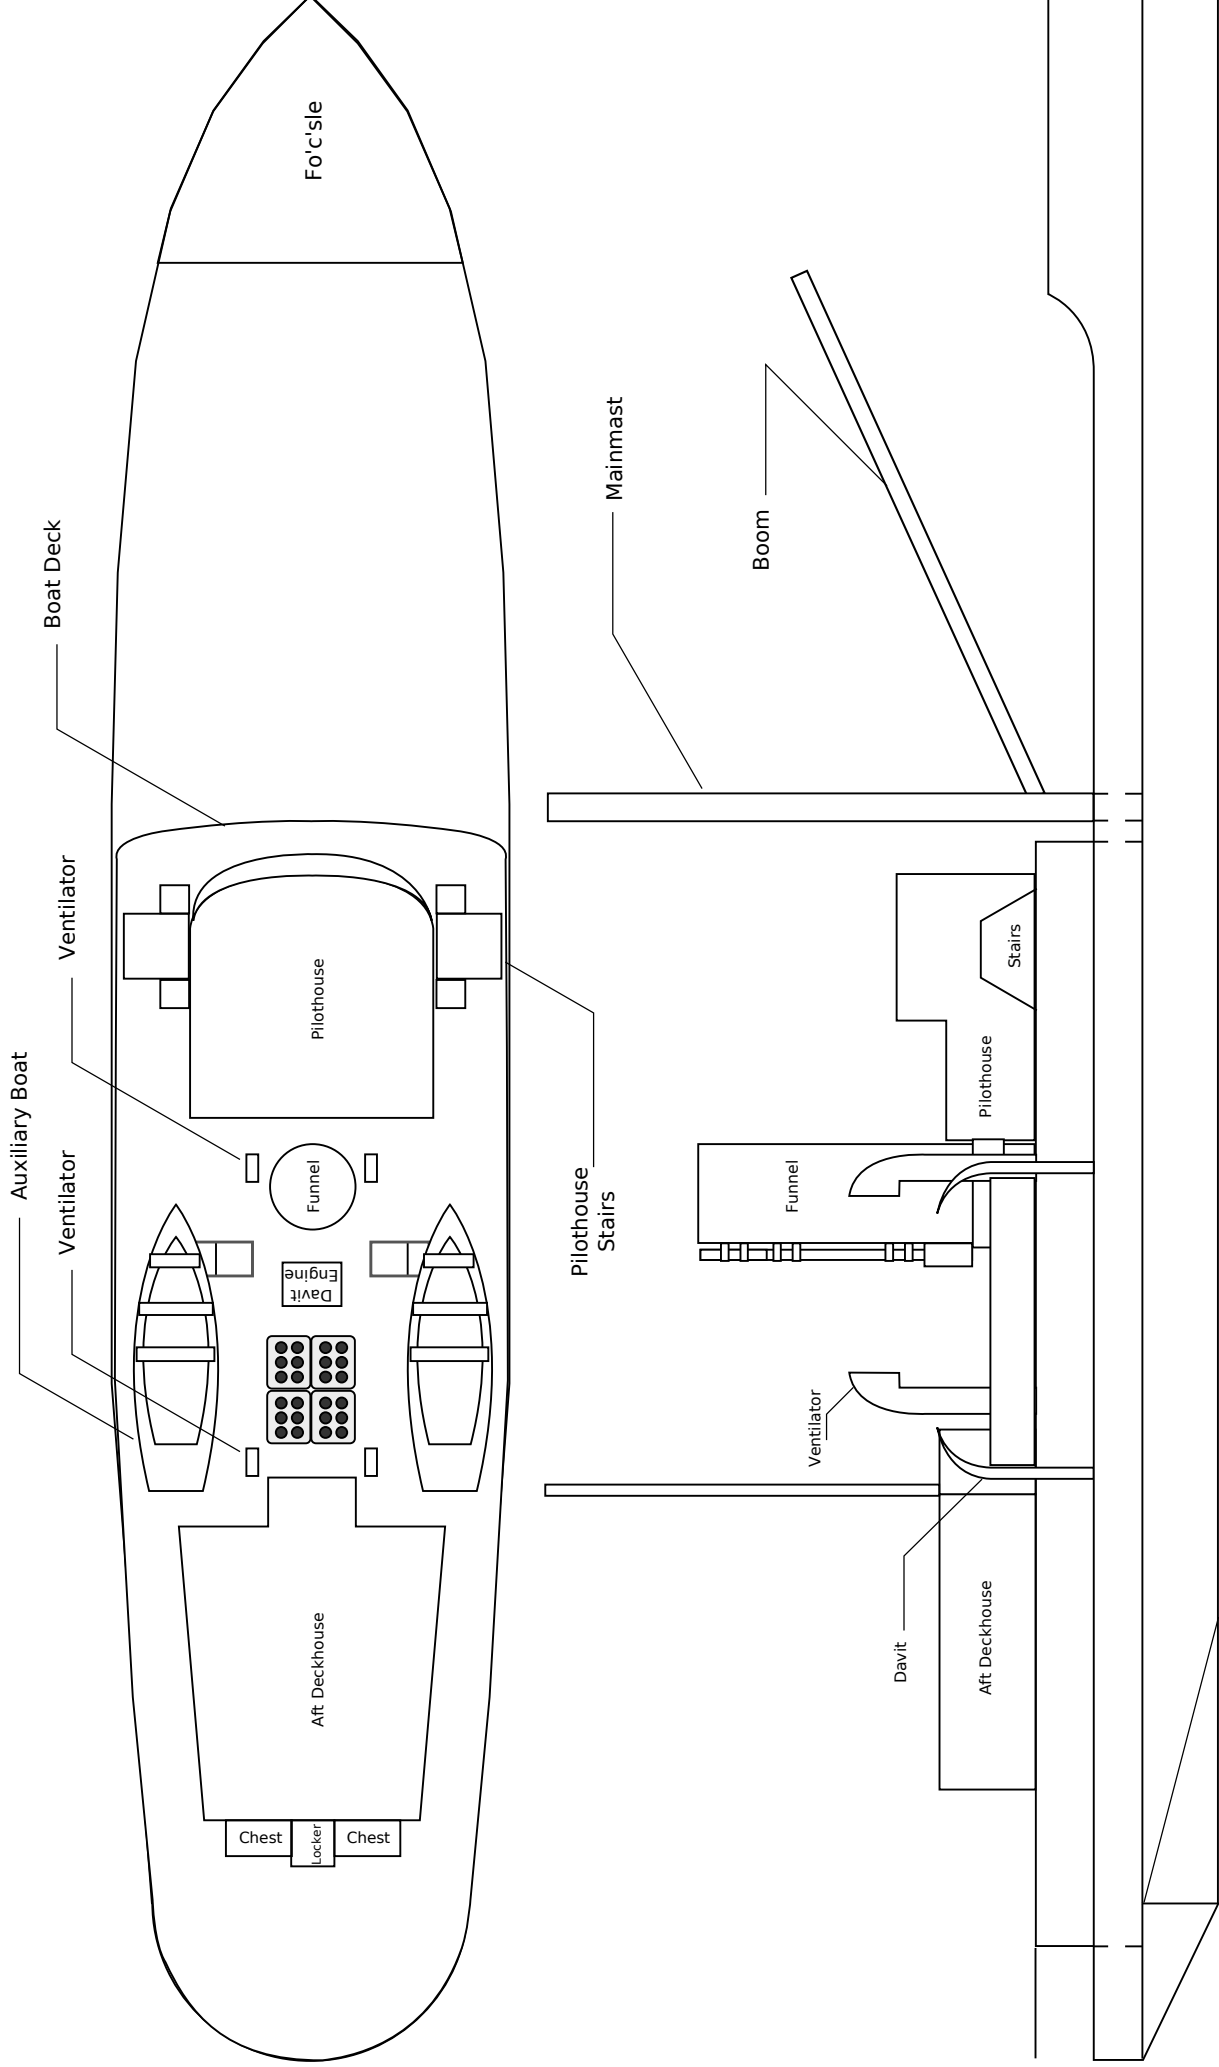 Fo'c'sle
Mainmast
Boom
Boat Deck
Ventilator
Stairs
Pilothouse
Pilothouse
Auxiliary Boat
Ventilator
Funnel
Funnel
Pilothouse
Stairs
Davit
Engine
Ventilator
Aft Deckhouse
Davit
Aft Deckhouse
Chest
Locker
Chest